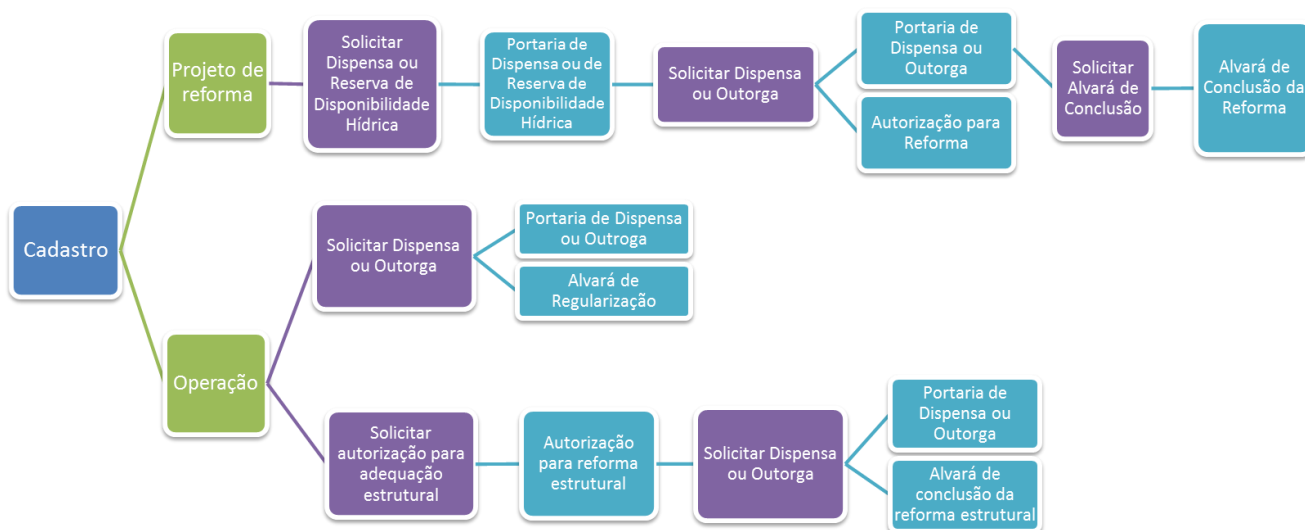 Projeto de
reforma
Solicitar
Dispensa ou
Reserva de
Disponibilidade
Hídrica
Portaria de
Dispensa ou de
Reserva de
Disponibilidade
Hídrica
Solicitar Dispensa
ou Outorga
Portaria de
Dispensa ou
Outorga
Autorização para
Reforma
Solicitar
Alvará de
Conclusão
Alvará de
Conclusão da
Reforma
Cadastro
Solicitar Dispensa
ou Outorga
Portaria de Dispensa
ou Outroga
Alvará de
Regularização
Operação
Solicitar
autorização para
adequação
estrutural
Autorização
para reforma
estrutural
Solicitar Dispensa
ou Outorga
Portaria de
Dispensa ou
Outorga
Alvará de
conclusão da
reforma estrutural